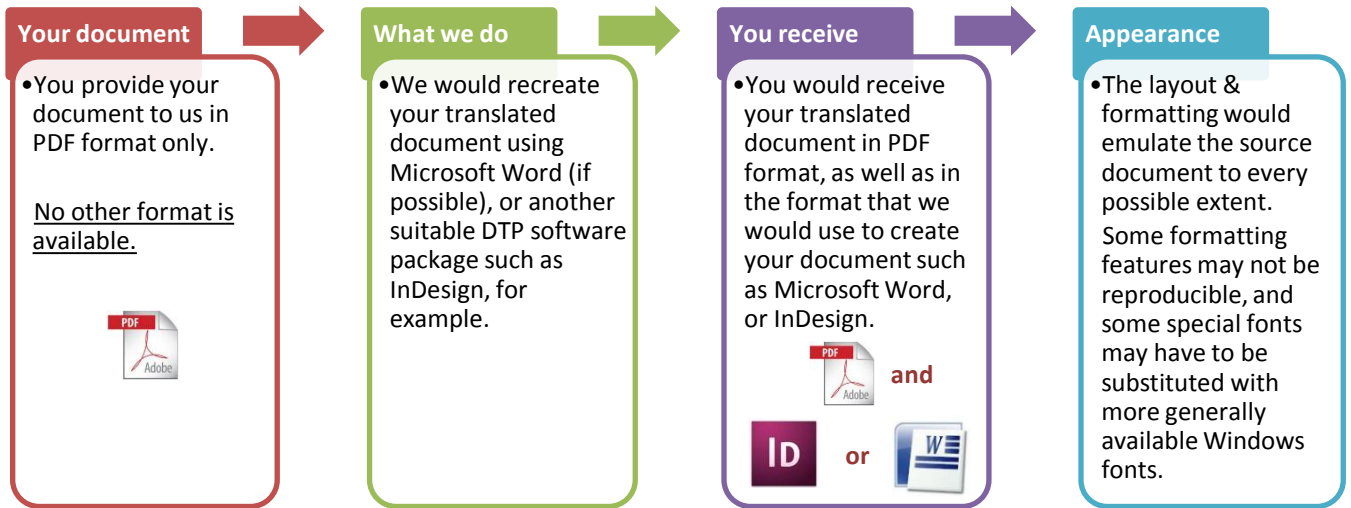 Your document
•You provide your
document to us in
PDF format only.
No other format is
available.
PDF
Adobe
What we do
•We would recreate
your translated
document using
Microsoft Word (if
possible), or another
suitable DTP software
package such as
InDesign, for
example.
You receive
•You would receive
your translated
document in PDF
format, as well as in
the format that we
would use to create
your document such
as Microsoft Word,
or InDesign.
PDF
Adobe
and
ID
or
W
Appearance
•The layout &
formatting would
emulate the source
document to every
possible extent.
Some formatting
features may not be
reproducible, and
some special fonts
may have to be
substituted with
more generally
available Windows
fonts.